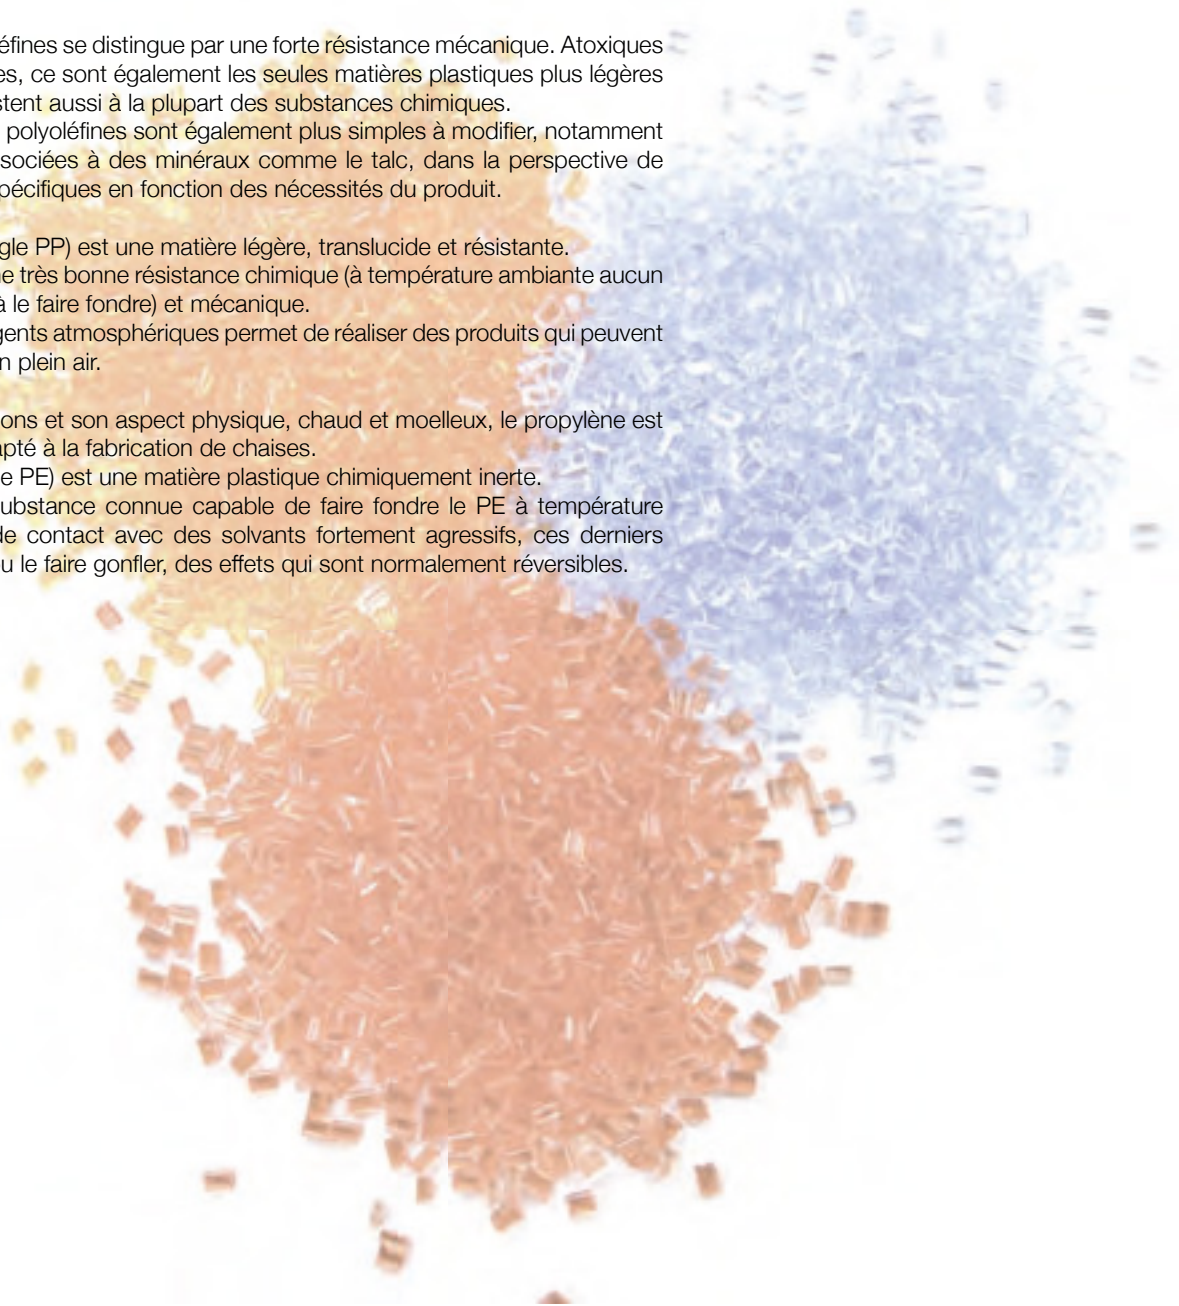 éfines se distingue par une forte résistance mécanique. Atoxiques
es, ce sont également les seules matières plastiques plus légères
stent aussi à la plupart des substances chimiques.
polyoléfines sont également plus simples à modifier, notamment
sociées à des minéraux comme le talc, dans la perspective de
pécifiques en fonction des nécessités du produit.
gle PP) est une matière légère, translucide et résistante.
ne très bonne résistance chimique (à température ambiante aucun
à le faire fondre) et mécanique.
gents atmosphériques permet de réaliser des produits qui peuvent
n plein air.
ons et son aspect physique, chaud et moelleux, le propylène est
apté à la fabrication de chaises.
e PE) est une matière plastique chimiquement inerte.
ubstance connue capable de faire fondre le PE à température
de contact avec des solvants fortement agressifs, ces derniers
u le faire gonfler, des effets qui sont normalement réversibles.